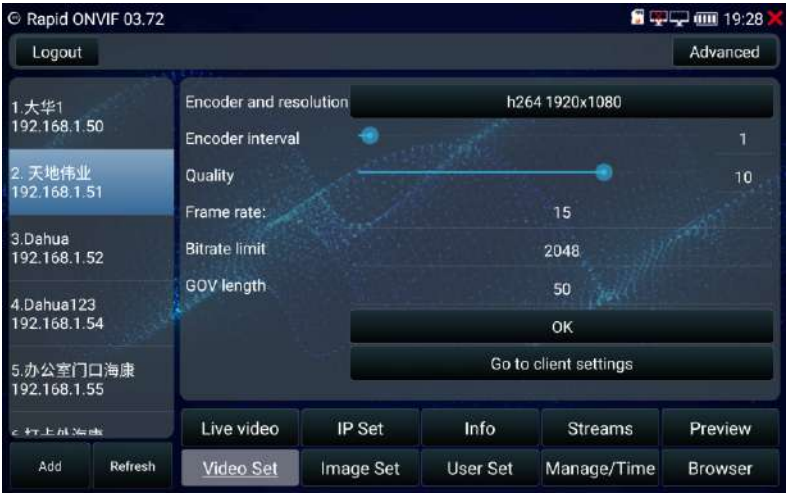 Rapid ONVIF 03.72
19:28
Logout
Advanced
1.大华1
192.168.1.50
2. 天地伟业
192.168.1.51
3.Dahua
192.168.1.52
4.Dahua123
192.168.1.54
5.办公室门口海康
192.168.1.55
Add
Refresh
Encoder and resolution
h264 1920x1080
Encoder interval
1
Quality
10
Frame rate:
15
Bitrate limit
2048
GOV length
50
OK
Go to client settings
Live video
IP Set
Info
Streams
Preview
Video Set
Image Set
User Set
Manage/Time
Browser